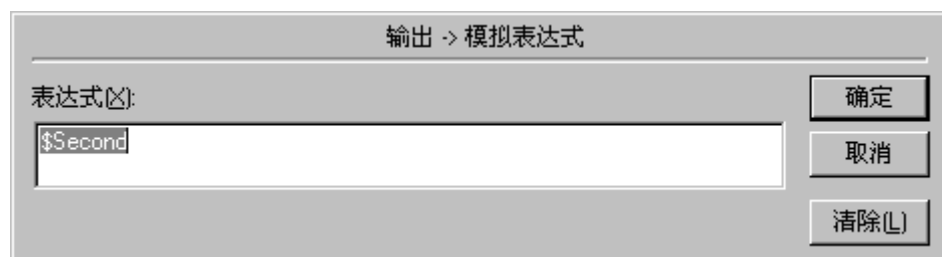 输出 -> 模拟表达式
表达式(X):
确定
$Second
取消
清除(L)